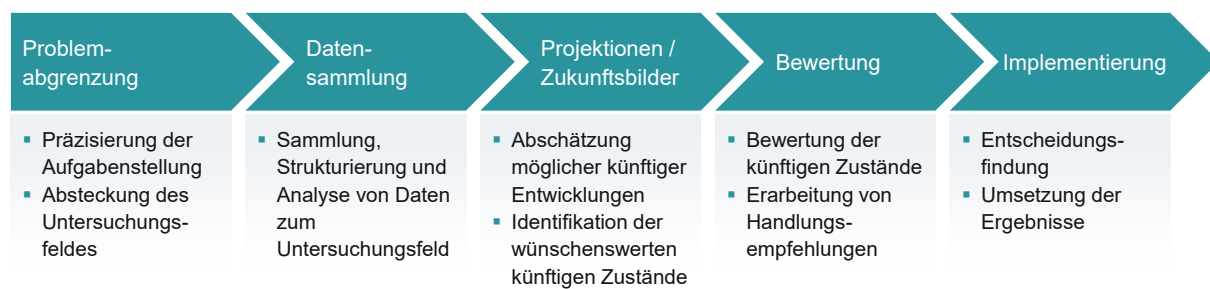 Problem-
abgrenzung
Daten-
sammlung
Projektionen /
Zukunftsbilder
Bewertung
Implementierung
▪ Präzisierung der
Aufgabenstellung
▪ Absteckung des
Untersuchungs-
feldes
▪ Sammlung,
Strukturierung und
Analyse von Daten
zum
Untersuchungsfeld
▪ Abschätzung
möglicher künftiger
Entwicklungen
▪ Identifikation der
wünschenswerten
künftigen Zustände
▪ Bewertung der
künftigen Zustände
▪ Erarbeitung von
Handlungs-
empfehlungen
▪ Entscheidungs-
findung
▪ Umsetzung der
Ergebnisse